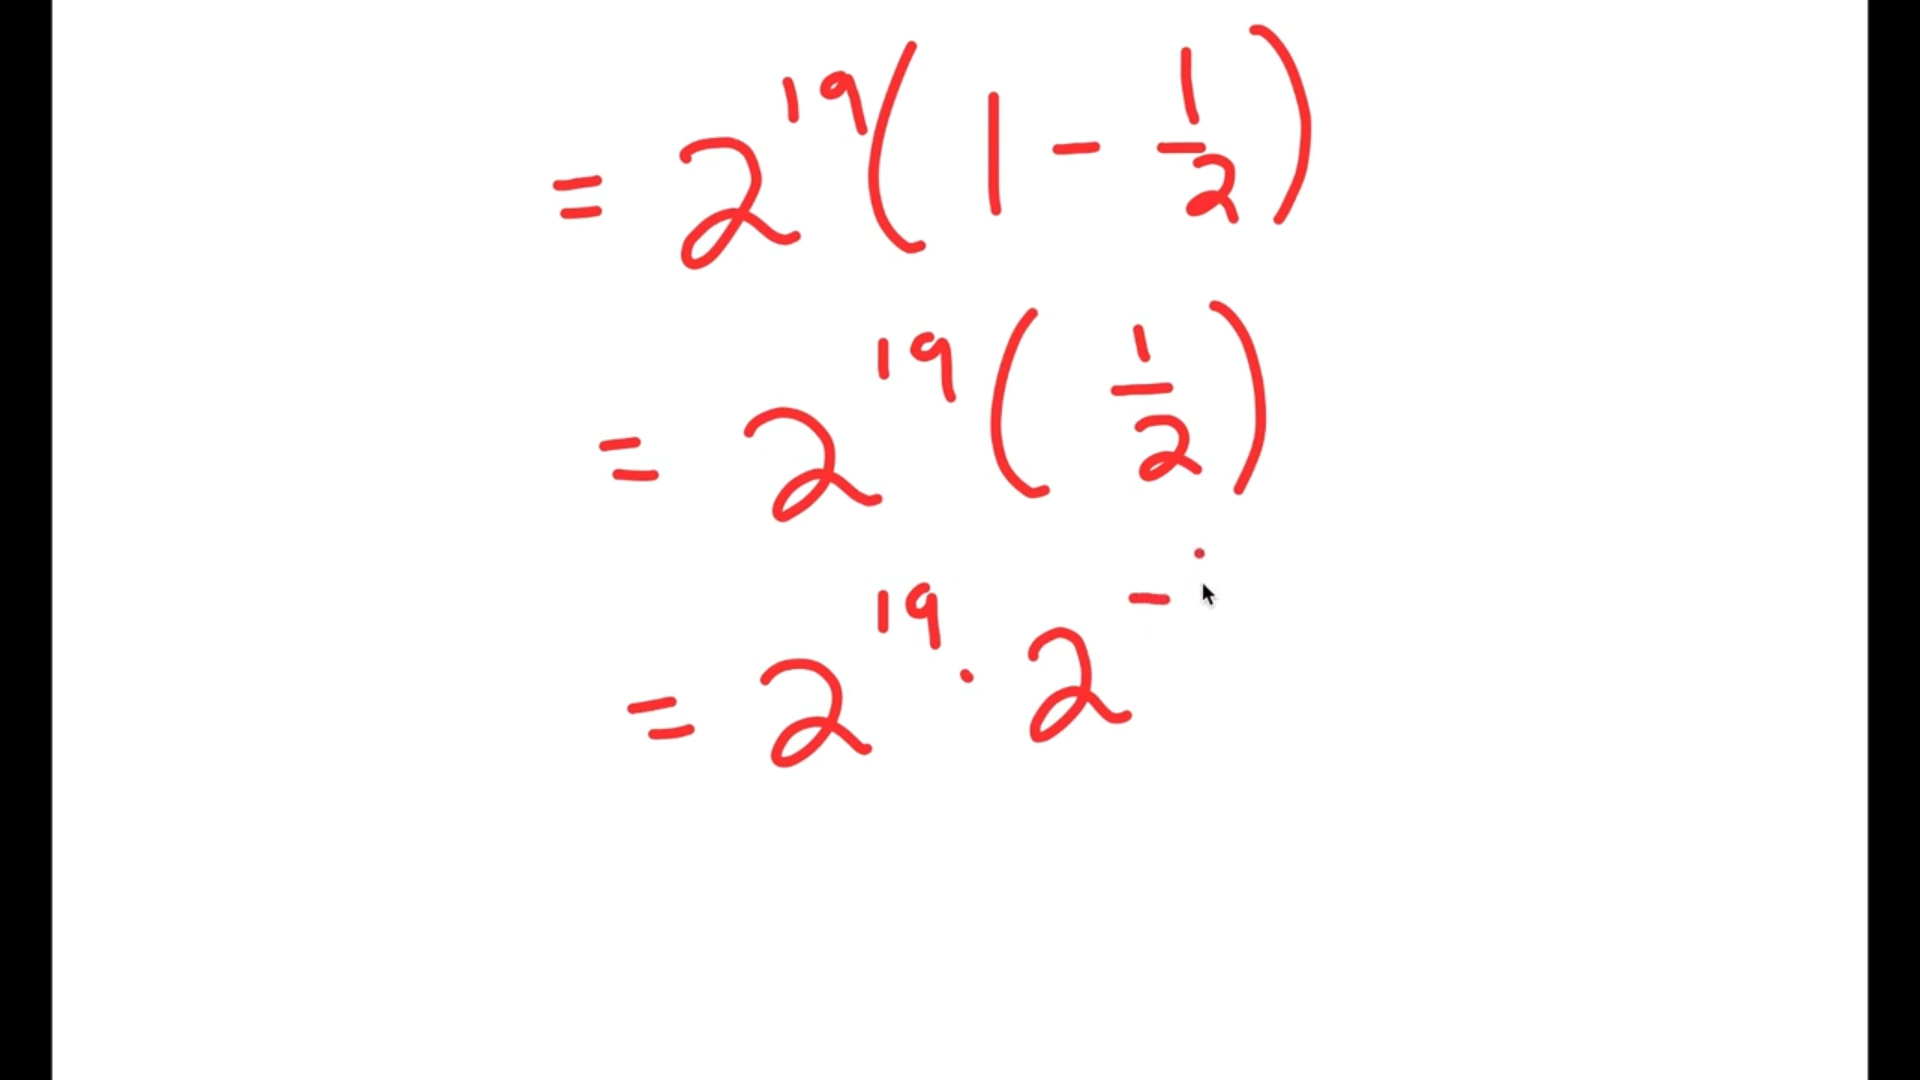 = 2^19 ( 1 - 1/2 )
= 2^19 ( 1/2 )
= 2^19 · 2^-